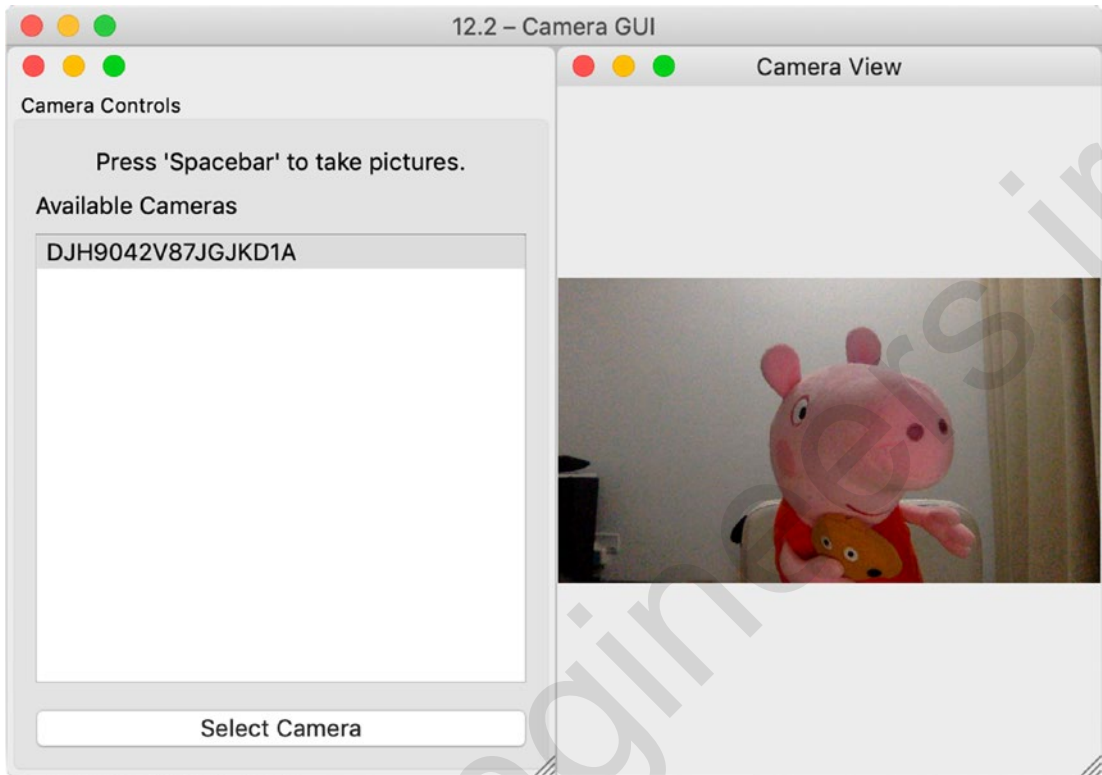 12.2 – Camera GUI
Camera View
Camera Controls
Press 'Spacebar' to take pictures.
Available Cameras
DJH9042V87JGJKD1A
Select Camera